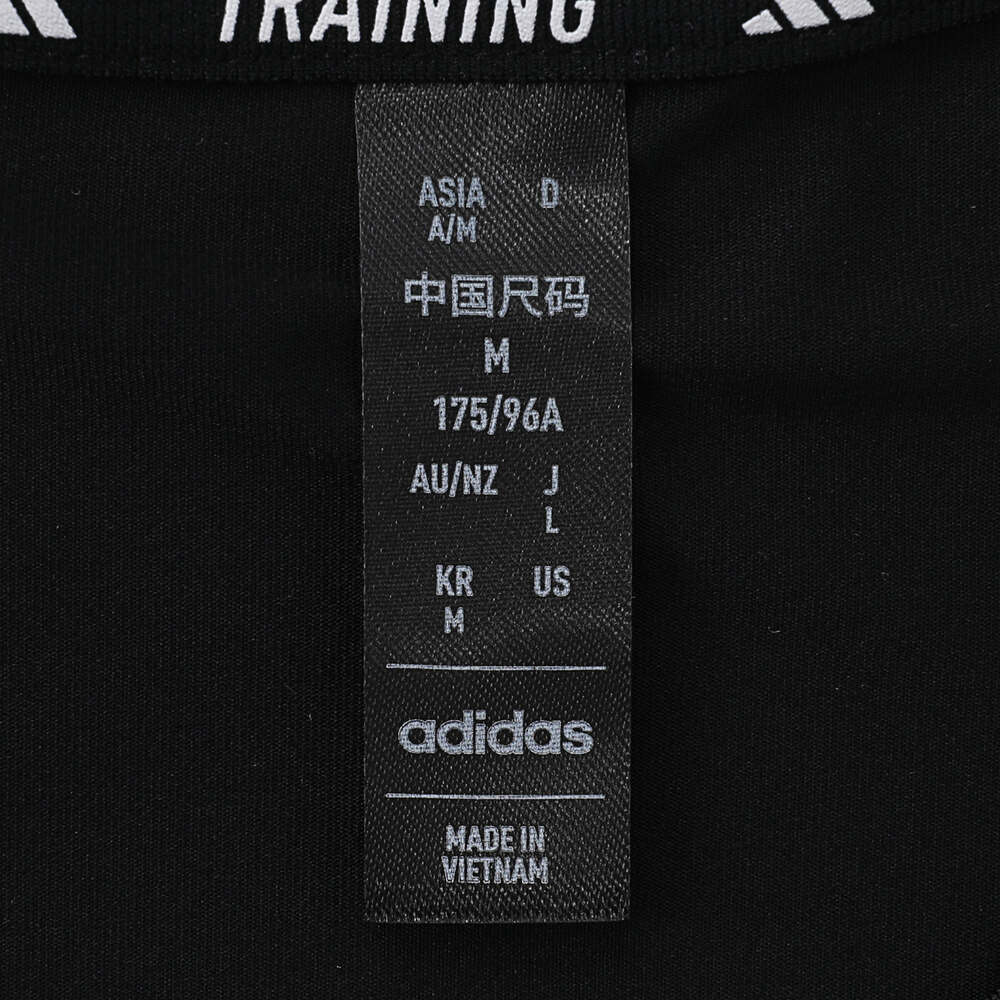 TRAINING
ASIA D
A/M
中国尺码
M
175/96A
AU/NZ J
L
KR US
M
adidas
MADE IN
VIETNAM